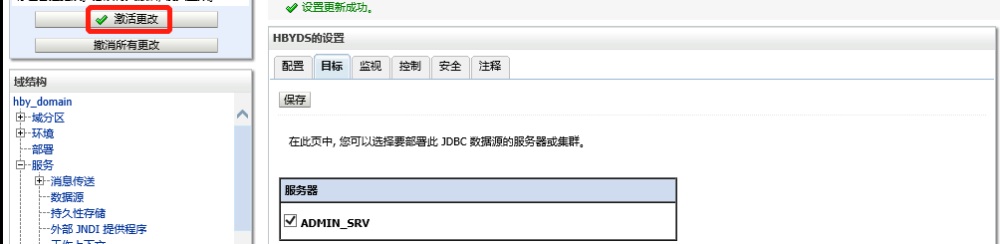 激活更改
撤消所有更改
域结构
hby_domain
域分区
环境
部署
服务
消息传送
数据源
持久性存储
外部 JNDI 提供程序
设置更新成功。
HBYDS的设置
配置
目标
监视
控制
安全
注释
保存
在此页中, 您可以选择要部署此 JDBC 数据源的服务器或集群。
服务器
ADMIN_SRV